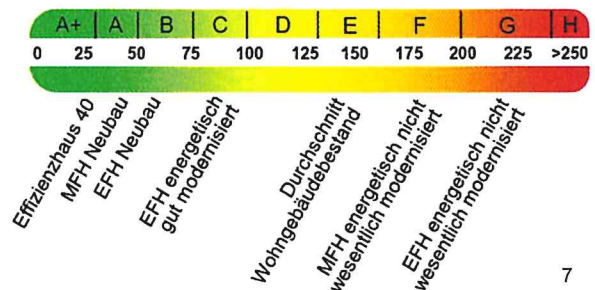 A+ A B C D E F G H
0 25 50 75 100 125 150 175 200 225 >250
Effizienzhaus 40
MFH Neubau
EFH Neubau
EFH energetisch
gut modernisiert
Durchschnitt
Wohngebäudebestand
MFH energetisch nicht
wesentlich modernisiert
EFH energetisch nicht
wesentlich modernisiert
7